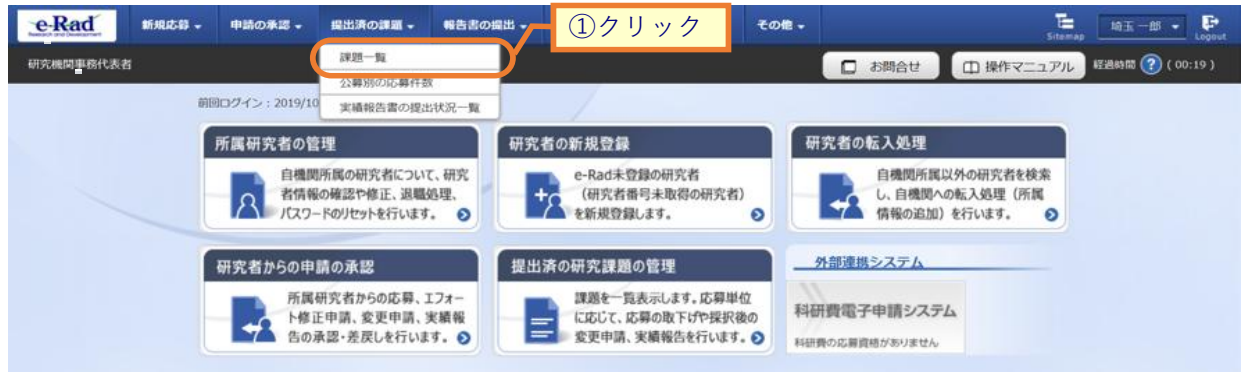 e-Rad
Research and Development
新規応募
申請の承認
提出済の課題
報告書の提出
①クリック
その他
Sitemap
埼玉 一郎
Logout
研究機関事務代表者
課題一覧
公募別の応募件数
実績報告書の提出状況一覧
お問合せ
操作マニュアル
経過時間 ? ( 00:19 )
前回ログイン : 2019/10
所属研究者の管理
自機関所属の研究者について、研究
者情報の確認や修正、退職処理、
パスワードのリセットを行います。
研究者の新規登録
e-Rad未登録の研究者
（研究者番号未取得の研究者）
を新規登録します。
研究者の転入処理
自機関所属以外の研究者を検索
し、自機関への転入処理（所属
情報の追加）を行います。
研究者からの申請の承認
所属研究者からの応募、エフォー
ト修正申請、変更申請、実績報
告の承認・差戻しを行います。
提出済の研究課題の管理
課題を一覧表示します。応募単位
に応じて、応募の取下げや採択後の
変更申請、実績報告を行います。
外部連携システム
科研費電子申請システム
科研費の応募資格がありません